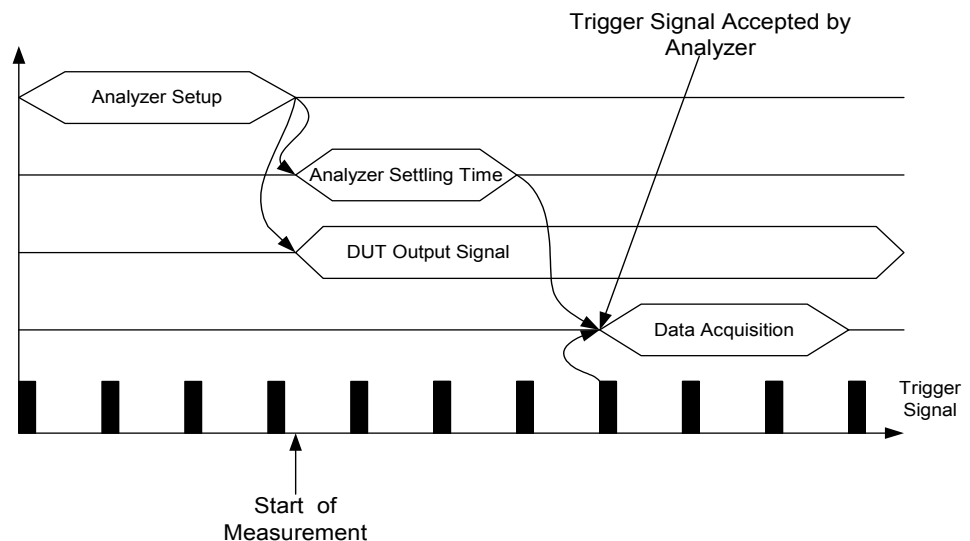 Trigger Signal Accepted by
Analyzer
Analyzer Setup
Analyzer Settling Time
DUT Output Signal
Data Acquisition
Trigger
Signal
Start of
Measurement